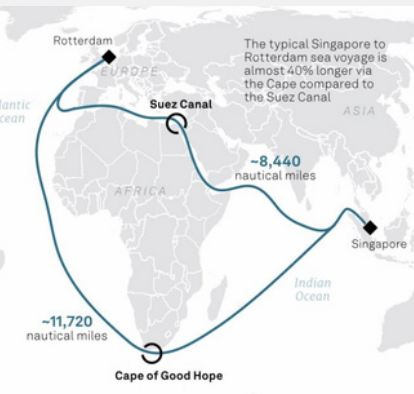 Rotterdam
EUROPE
The typical Singapore to
Rotterdam sea voyage is
almost 40% longer via
the Cape compared to
the Suez Canal
ASIA
Suez Canal
~8,440
nautical miles
AFRICA
Singapore
Indian
Ocean
~11,720
nautical miles
Cape of Good Hope